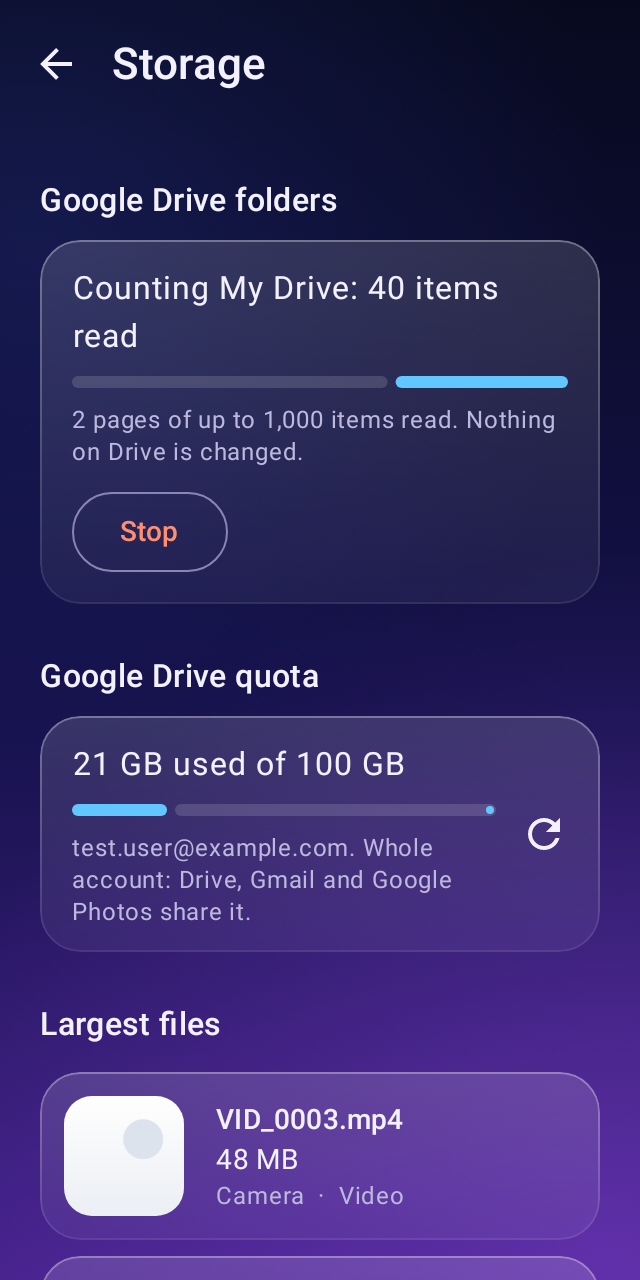 Storage
Google Drive folders
Counting My Drive: 40 items
read
2 pages of up to 1,000 items read. Nothing
on Drive is changed.
Stop
Google Drive quota
21 GB used of 100 GB
test.user@example.com. Whole
account: Drive, Gmail and Google
Photos share it.
Largest files
VID_0003.mp4
48 MB
Camera · Video